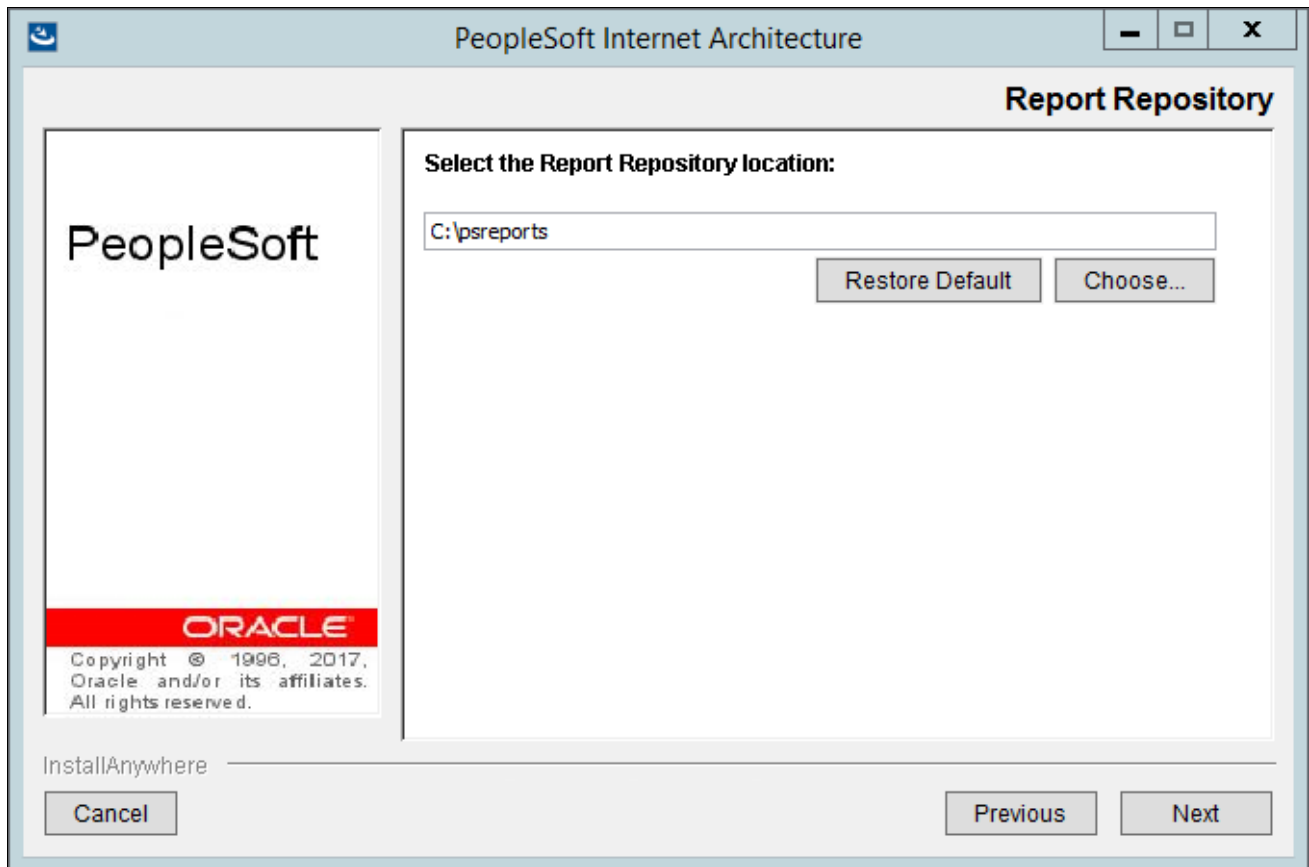 PeopleSoft Internet Architecture
Report Repository
PeopleSoft
ORACLE
Copyright © 1996, 2017,
Oracle and/or its affiliates.
All rights reserved.
Select the Report Repository location:
C:\psreports
Restore Default
Choose...
InstallAnywhere
Cancel
Previous
Next